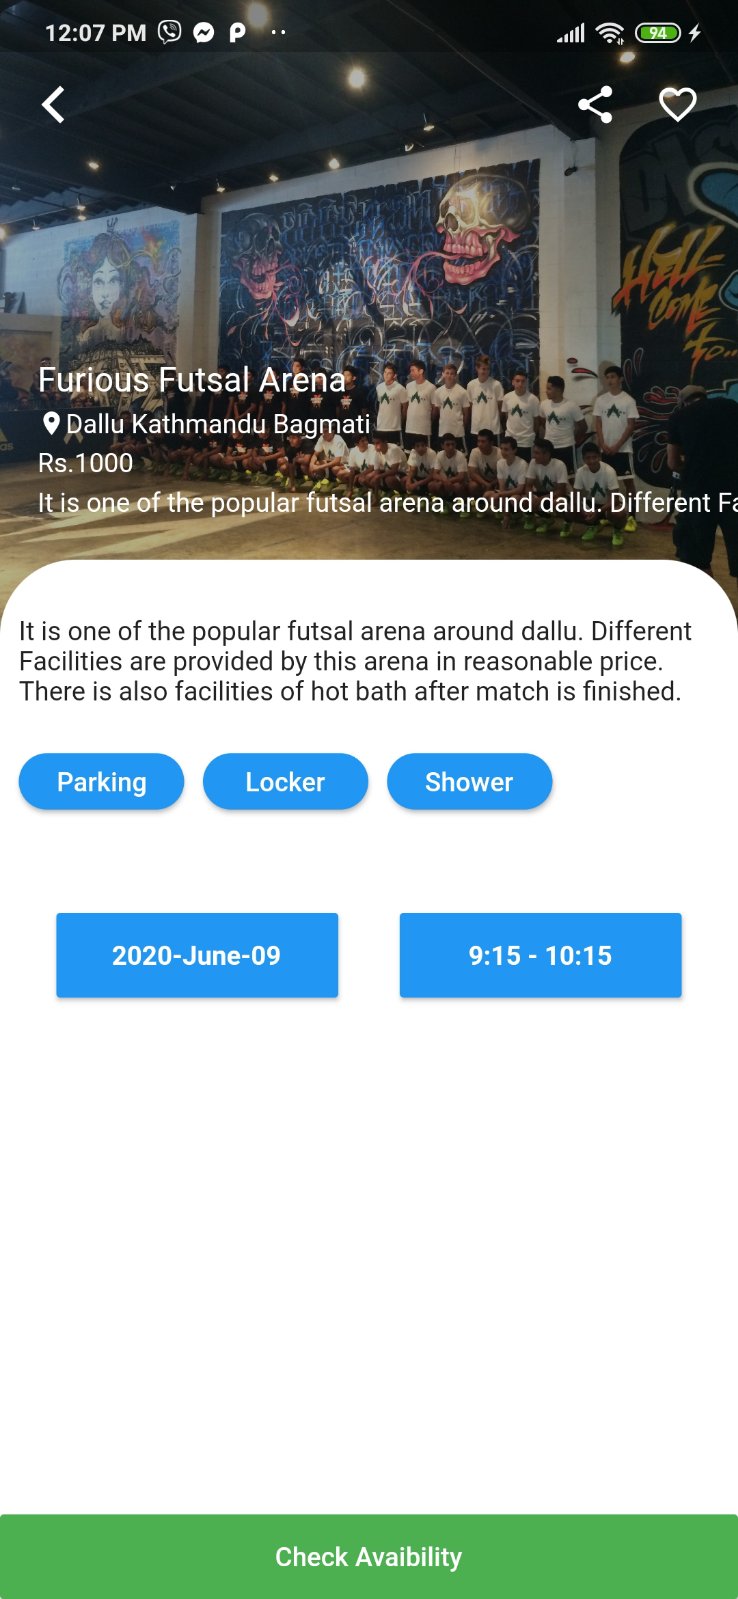 12:07 PM
94
HELL
COME
TO..
Furious Futsal Arena
Dallu Kathmandu Bagmati
Rs.1000
It is one of the popular futsal arena around dallu. Different Fa
It is one of the popular futsal arena around dallu. Different
Facilities are provided by this arena in reasonable price.
There is also facilities of hot bath after match is finished.
Parking Locker Shower
2020-June-09 9:15 - 10:15
Check Avaibility